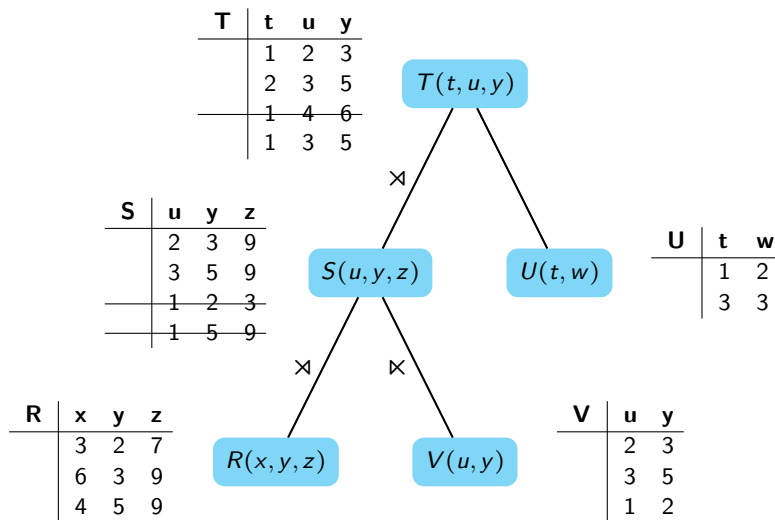 T t u y
1 2 3
2 3 5
1 4 6
1 3 5
T(t, u, y)
⋊
S u y z
2 3 9
3 5 9
1 2 3
1 5 9
S(u, y, z)
U(t, w)
U t w
1 2
3 3
⋊
⋉
R x y z
3 2 7
6 3 9
4 5 9
R(x, y, z)
V(u, y)
V u y
2 3
3 5
1 2